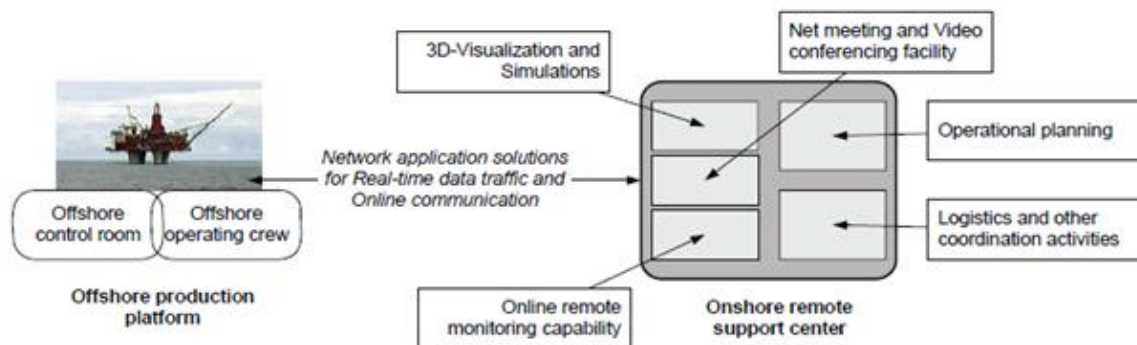 3D-Visualization and
Simulations
Net meeting and Video
conferencing facility
Network application solutions
for Real-time data traffic and
Online communication
Operational planning
Offshore
control room
Offshore
operating crew
Logistics and other
coordination activities
Offshore production
platform
Online remote
monitoring capability
Onshore remote
support center